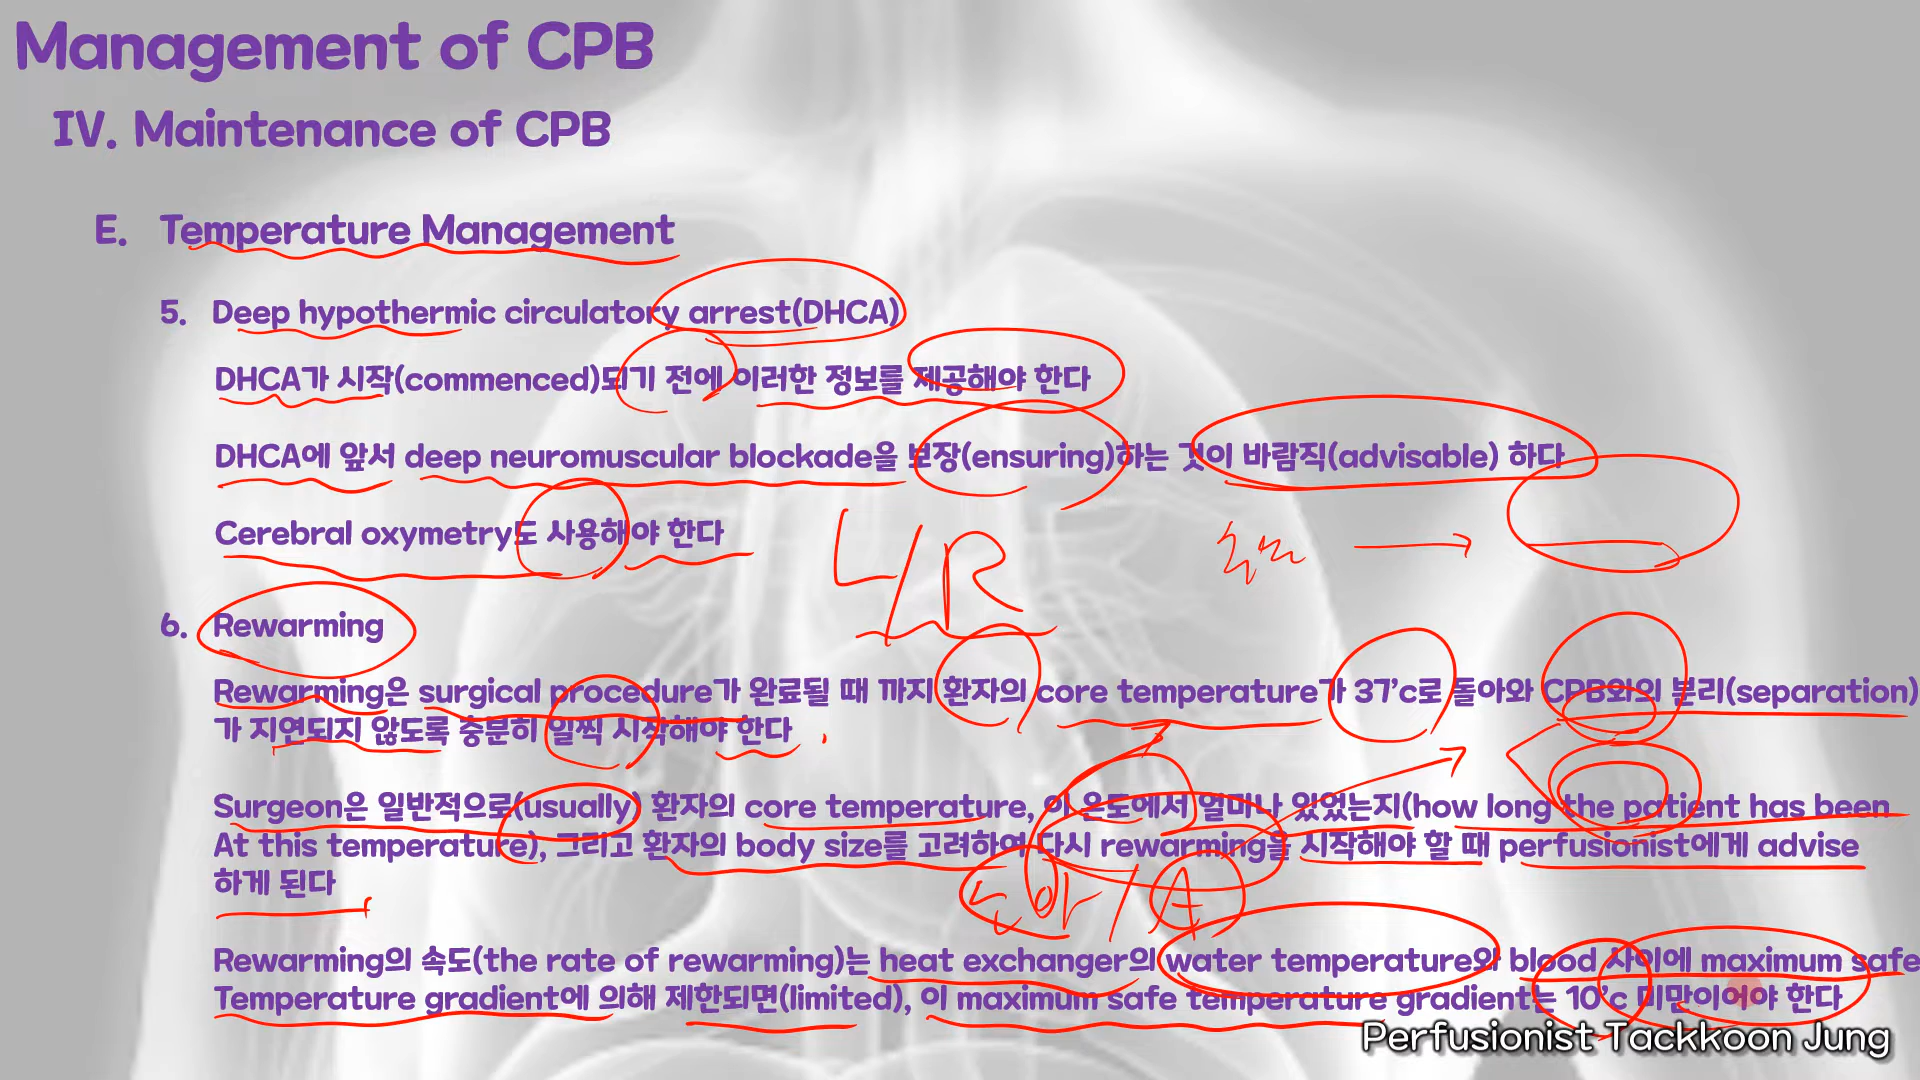 Management of CPB
IV. Maintenance of CPB
E. Temperature Management
5. Deep hypothermic circulatory arrest(DHCA)
DHCA가 시작(commenced)되기 전에 이러한 정보를 제공해야 한다
DHCA에 앞서 deep neuromuscular blockade을 보장(ensuring)하는 것이 바람직(advisable) 하다
Cerebral oxymetry도 사용해야 한다
L/R
6. Rewarming
Rewarming은 surgical procedure가 완료될 때 까지 환자의 core temperature가 37'c로 돌아와 CPB와의 분리(separation)
가 지연되지 않도록 충분히 일찍 시작해야 한다
Surgeon은 일반적으로(usually) 환자의 core temperature, 이 온도에서 얼마나 있었는지(how long the patient has been
At this temperature), 그리고 환자의 body size를 고려하여 다시 rewarming을 시작해야 할 때 perfusionist에게 advise
하게 된다
소아/A
Rewarming의 속도(the rate of rewarming)는 heat exchanger의 water temperature와 blood 사이에 maximum safe
Temperature gradient에 의해 제한되면(limited), 이 maximum safe temperature gradient는 10'c 미만이어야 한다
Perfusionist Tackkoon Jung